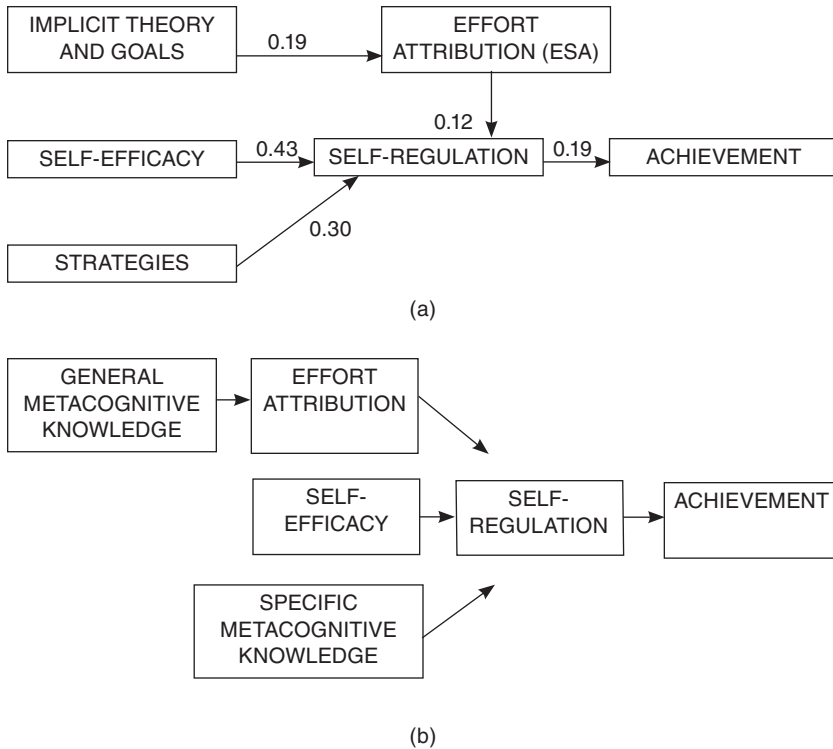 IMPLICIT THEORY
AND GOALS
0.19
EFFORT
ATTRIBUTION (ESA)
0.12
SELF-EFFICACY
0.43
SELF-REGULATION
0.19
ACHIEVEMENT
0.30
STRATEGIES
(a)
GENERAL
METACOGNITIVE
KNOWLEDGE
EFFORT
ATTRIBUTION
SELF-
EFFICACY
SELF-
REGULATION
ACHIEVEMENT
SPECIFIC
METACOGNITIVE
KNOWLEDGE
(b)